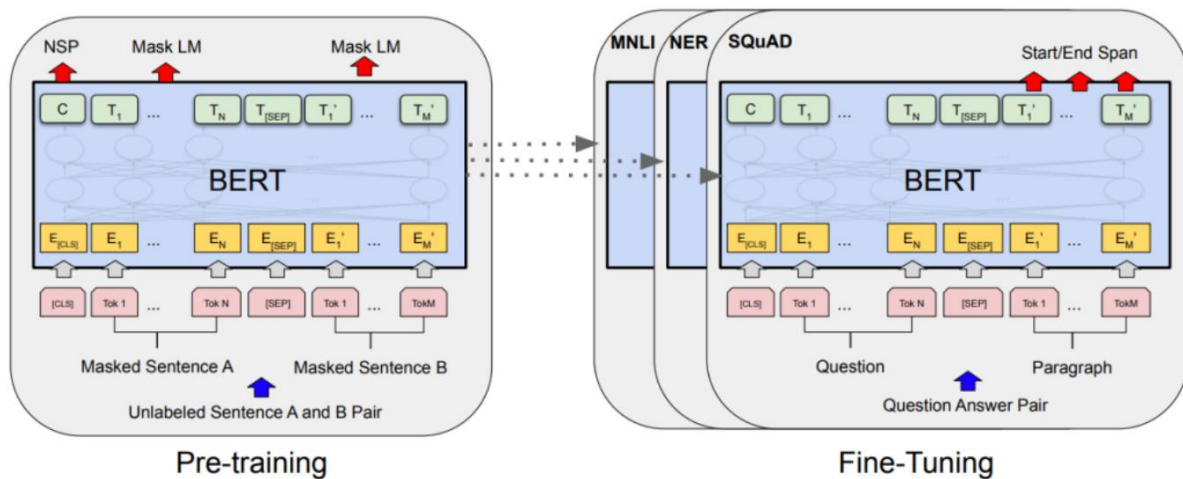 NSP Mask LM Mask LM
C T1 ... TN T[SEP] T1' ... TM'
BERT
E[CLS] E1 ... EN E[SEP] E1' ... EM'
[CLS] Tok 1 ... Tok N [SEP] Tok 1 ... TokM
Masked Sentence A Masked Sentence B
Unlabeled Sentence A and B Pair
Pre-training
MNLI NER SQuAD
Start/End Span
C T1 ... TN T[SEP] T1' ... TM'
BERT
E[CLS] E1 ... EN E[SEP] E1' ... EM'
[CLS] Tok 1 ... Tok N [SEP] Tok 1 ... TokM
Question Paragraph
Question Answer Pair
Fine-Tuning